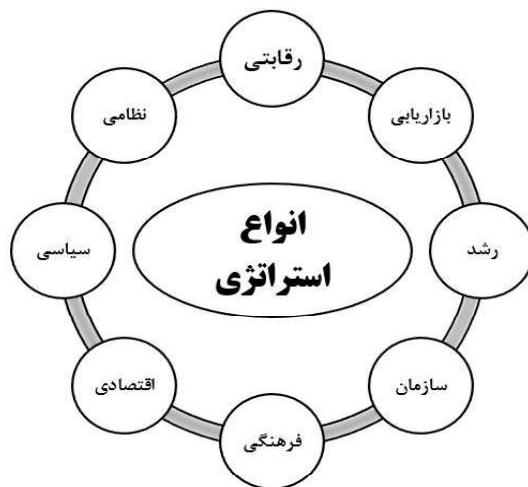 انواع
استراتژی
رقابتی
بازاریابی
رشد
سازمان
فرهنگی
اقتصادی
سیاسی
نظامی